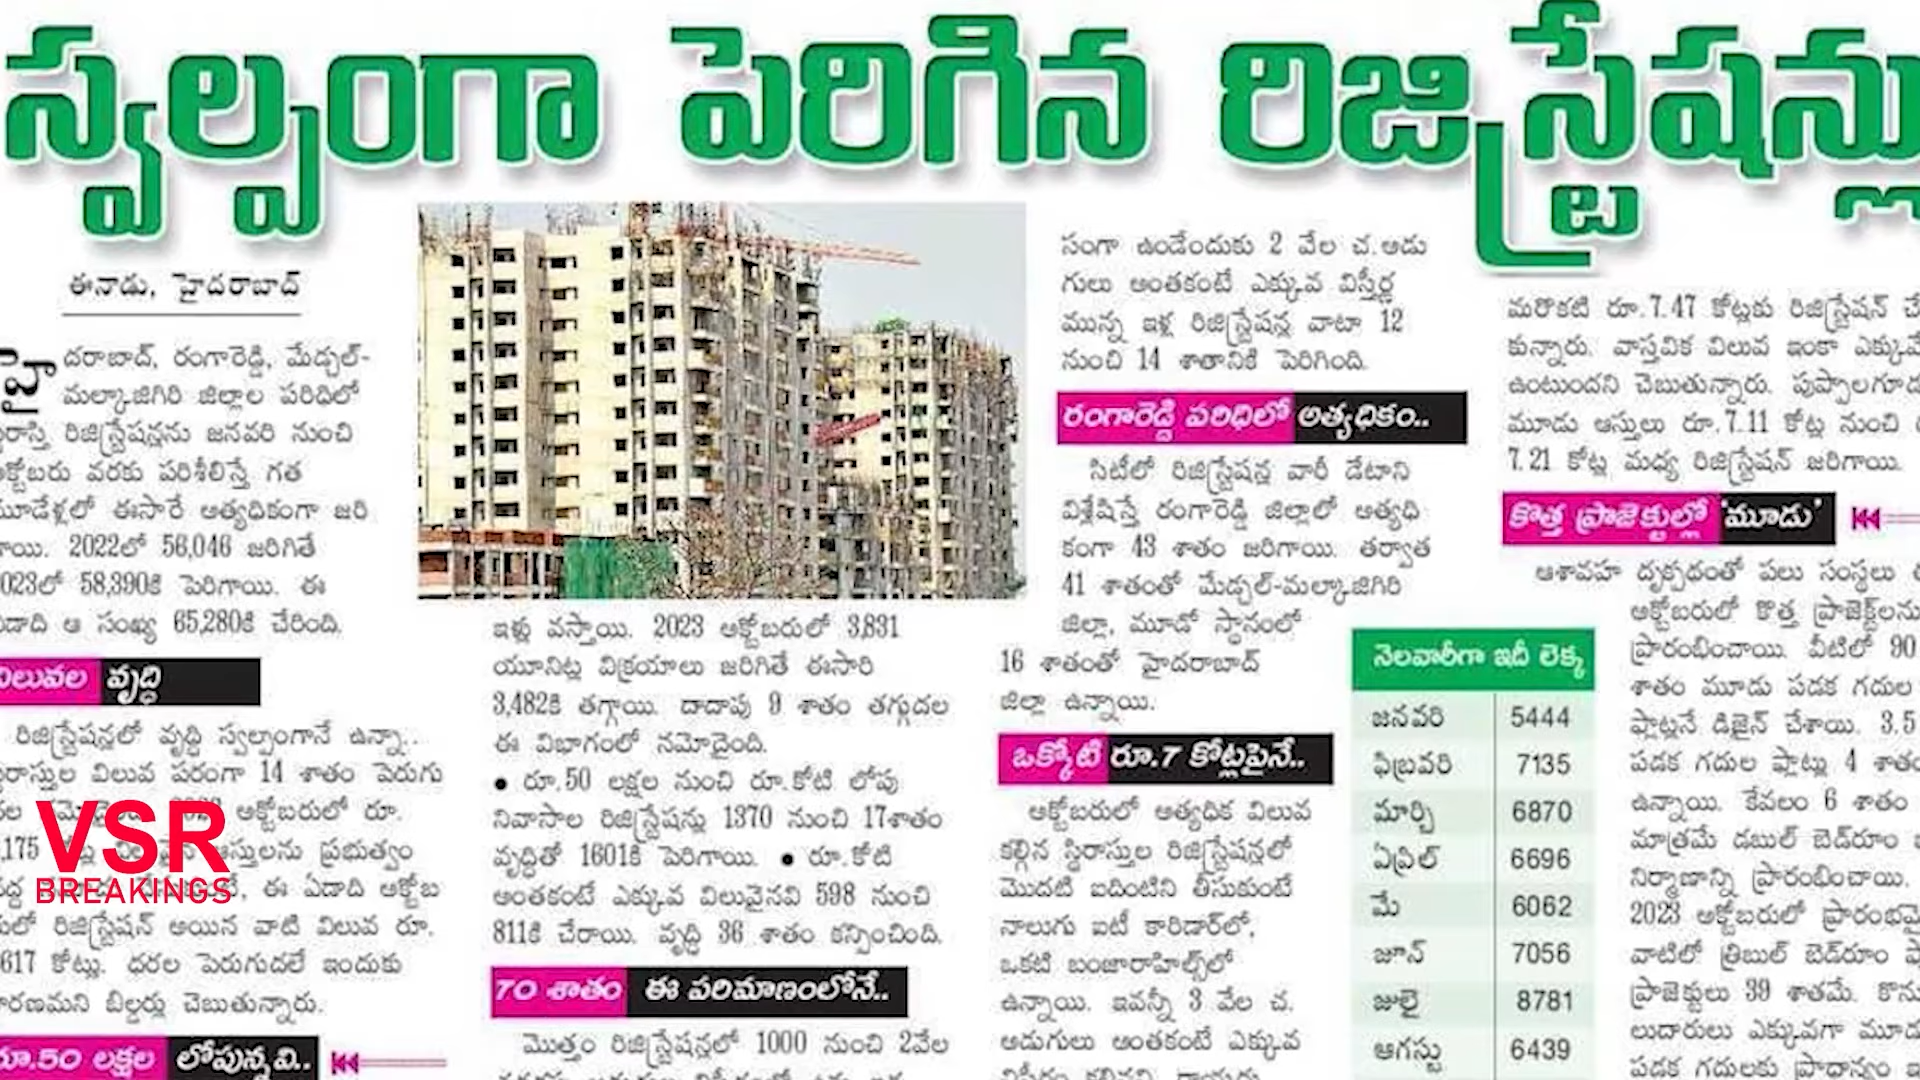 స్వల్పంగా పెరిగిన రిజిస్ట్రేషన్లు
ఈనాడు, హైదరాబాద్
హైదరాబాద్, రంగారెడ్డి, మేడ్చల్-
మల్కాజిగిరి జిల్లాల పరిధిలో
రిజిస్ట్రేషన్లను జనవరి నుంచి
వరకు పరిశీలిస్తే గత
ఈసారే అత్యధికంగా జరి
2022లో 56,046 జరిగితే
58,390కి పెరిగాయి. ఈ
ఆ సంఖ్య 65,280కి చేరింది.
వృద్ధి
రిజిస్ట్రేషన్లలో వృద్ధి స్వల్పంగానే ఉన్నా..
విలువ పరంగా 14 శాతం పెరుగు
అక్టోబరులో రూ.
ఆస్తులను ప్రభుత్వం
ఈ ఏడాది అక్టోబ
రిజిస్ట్రేషన్ అయిన వాటి విలువ రూ.
కోట్లు. ధరల పెరుగుదలే ఇందుకు
బిల్డర్లు చెబుతున్నారు.
రూ.50 లక్షల లోపున్నవి..
VSR
BREAKINGS
ఇళ్లు వస్తాయి. 2023 అక్టోబరులో 3,831
యూనిట్ల విక్రయాలు జరిగితే ఈసారి
3,482కి తగ్గాయి. దాదాపు 9 శాతం తగ్గుదల
ఈ విభాగంలో నమోదైంది.
● రూ.50 లక్షల నుంచి రూ.కోటి లోపు
నివాసాల రిజిస్ట్రేషన్లు 1370 నుంచి 17శాతం
వృద్ధితో 1601కి పెరిగాయి. ● రూ.కోటి
అంతకంటే ఎక్కువ విలువైనవి 598 నుంచి
811కి చేరాయి. వృద్ధి 36 శాతం కన్పించింది.
70 శాతం ఈ పరిమాణంలోనే..
మొత్తం రిజిస్ట్రేషన్లలో 1000 నుంచి 2వేల
సంగా ఉండేందుకు 2 వేల చ.అడు
గులు అంతకంటే ఎక్కువ విస్తీర్ణ
మున్న ఇళ్ల రిజిస్ట్రేషన్ల వాటా 12
నుంచి 14 శాతానికి పెరిగింది.
రంగారెడ్డి పరిధిలో అత్యధికం..
సిటీలో రిజిస్ట్రేషన్ల వారీ డేటాని
విశ్లేషిస్తే రంగారెడ్డి జిల్లాలో అత్యధి
కంగా 43 శాతం జరిగాయి. తర్వాత
41 శాతంతో మేడ్చల్-మల్కాజిగిరి
జిల్లా, మూడో స్థానంలో
16 శాతంతో హైదరాబాద్
జిల్లా ఉన్నాయి.
ఒక్కోటి రూ.7 కోట్లపైనే..
అక్టోబరులో అత్యధిక విలువ
కల్గిన స్థిరాస్తుల రిజిస్ట్రేషన్లలో
మొదటి ఐదింటిని తీసుకుంటే
నాలుగు ఐటీ కారిడార్‌లో,
ఒకటి బంజారాహిల్స్‌లో
ఉన్నాయి. ఇవన్నీ 3 వేల చ.
అడుగులు అంతకంటే ఎక్కువ
నెలవారీగా ఇదీ లెక్క
జనవరి 5444
ఫిబ్రవరి 7135
మార్చి 6870
ఏప్రిల్ 6696
మే 6062
జూన్ 7056
జులై 8781
ఆగస్టు 6439
మరొకటి రూ.7.47 కోట్లకు రిజిస్ట్రేషన్
కున్నారు. వాస్తవిక విలువ ఇంకా
ఉంటుందని చెబుతున్నారు.
మూడు ఆస్తులు రూ.7.11 కోట్ల నుంచి
7.21 కోట్ల మధ్య రిజిస్ట్రేషన్ జరిగాయి.
కొత్త ప్రాజెక్టుల్లో 'మూడు'
ఆశావహ దృక్పథంతో పలు సంస్థలు
అక్టోబరులో కొత్త
ప్రారంభించాయి. వీటిలో 90
శాతం మూడు పడక గదుల
ఫ్లాట్లనే డిజైన్ చేశాయి. 3.5
పడక గదుల ఫ్లాట్లు 4
ఉన్నాయి. కేవలం 6 శాతం
మాత్రమే డబుల్ బెడ్‌రూం
నిర్మాణాన్ని ప్రారంభించాయి.
2023 అక్టోబరులో
వాటిలో త్రిబుల్ బెడ్‌రూం
ప్రాజెక్టులు 39 శాతమే.
లుదారులు ఎక్కువగా
పడక గదులకు ప్రాధాన్యం